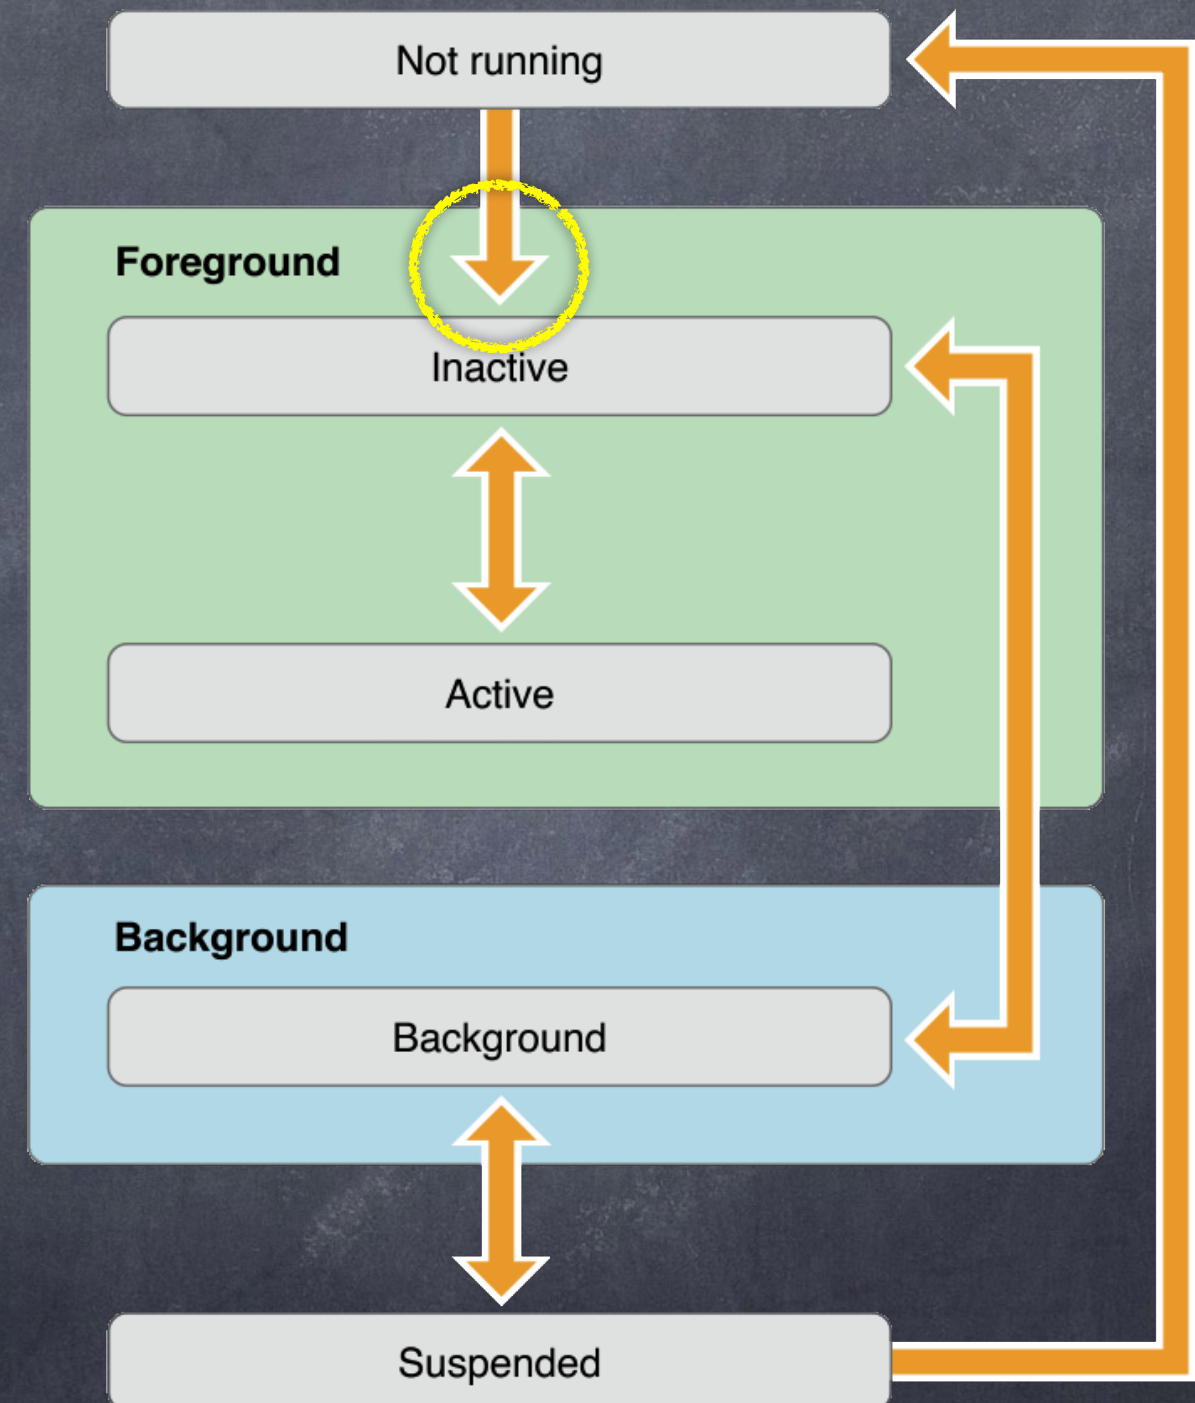 Not running
Foreground
Inactive
Active
Background
Background
Suspended